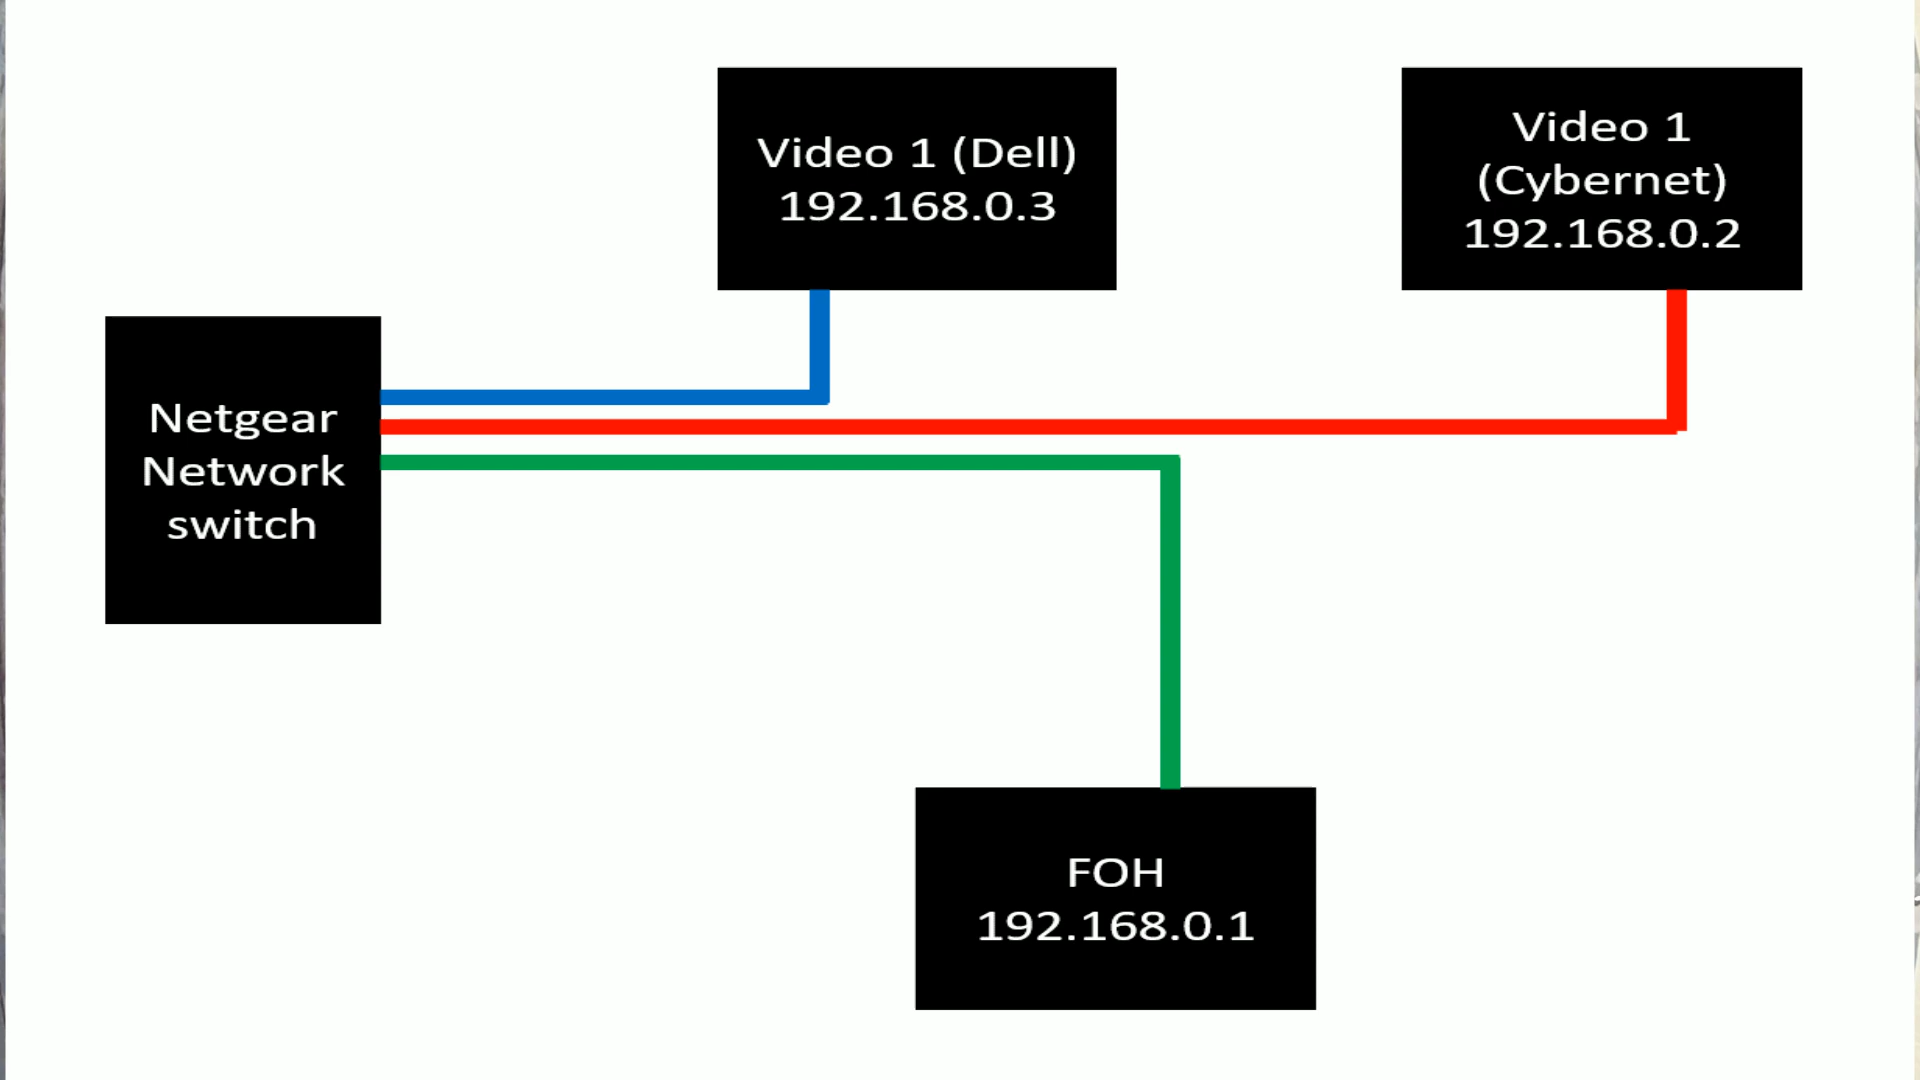 Video 1 (Dell)
192.168.0.3
Video 1
(Cybernet)
192.168.0.2
Netgear
Network
switch
FOH
192.168.0.1